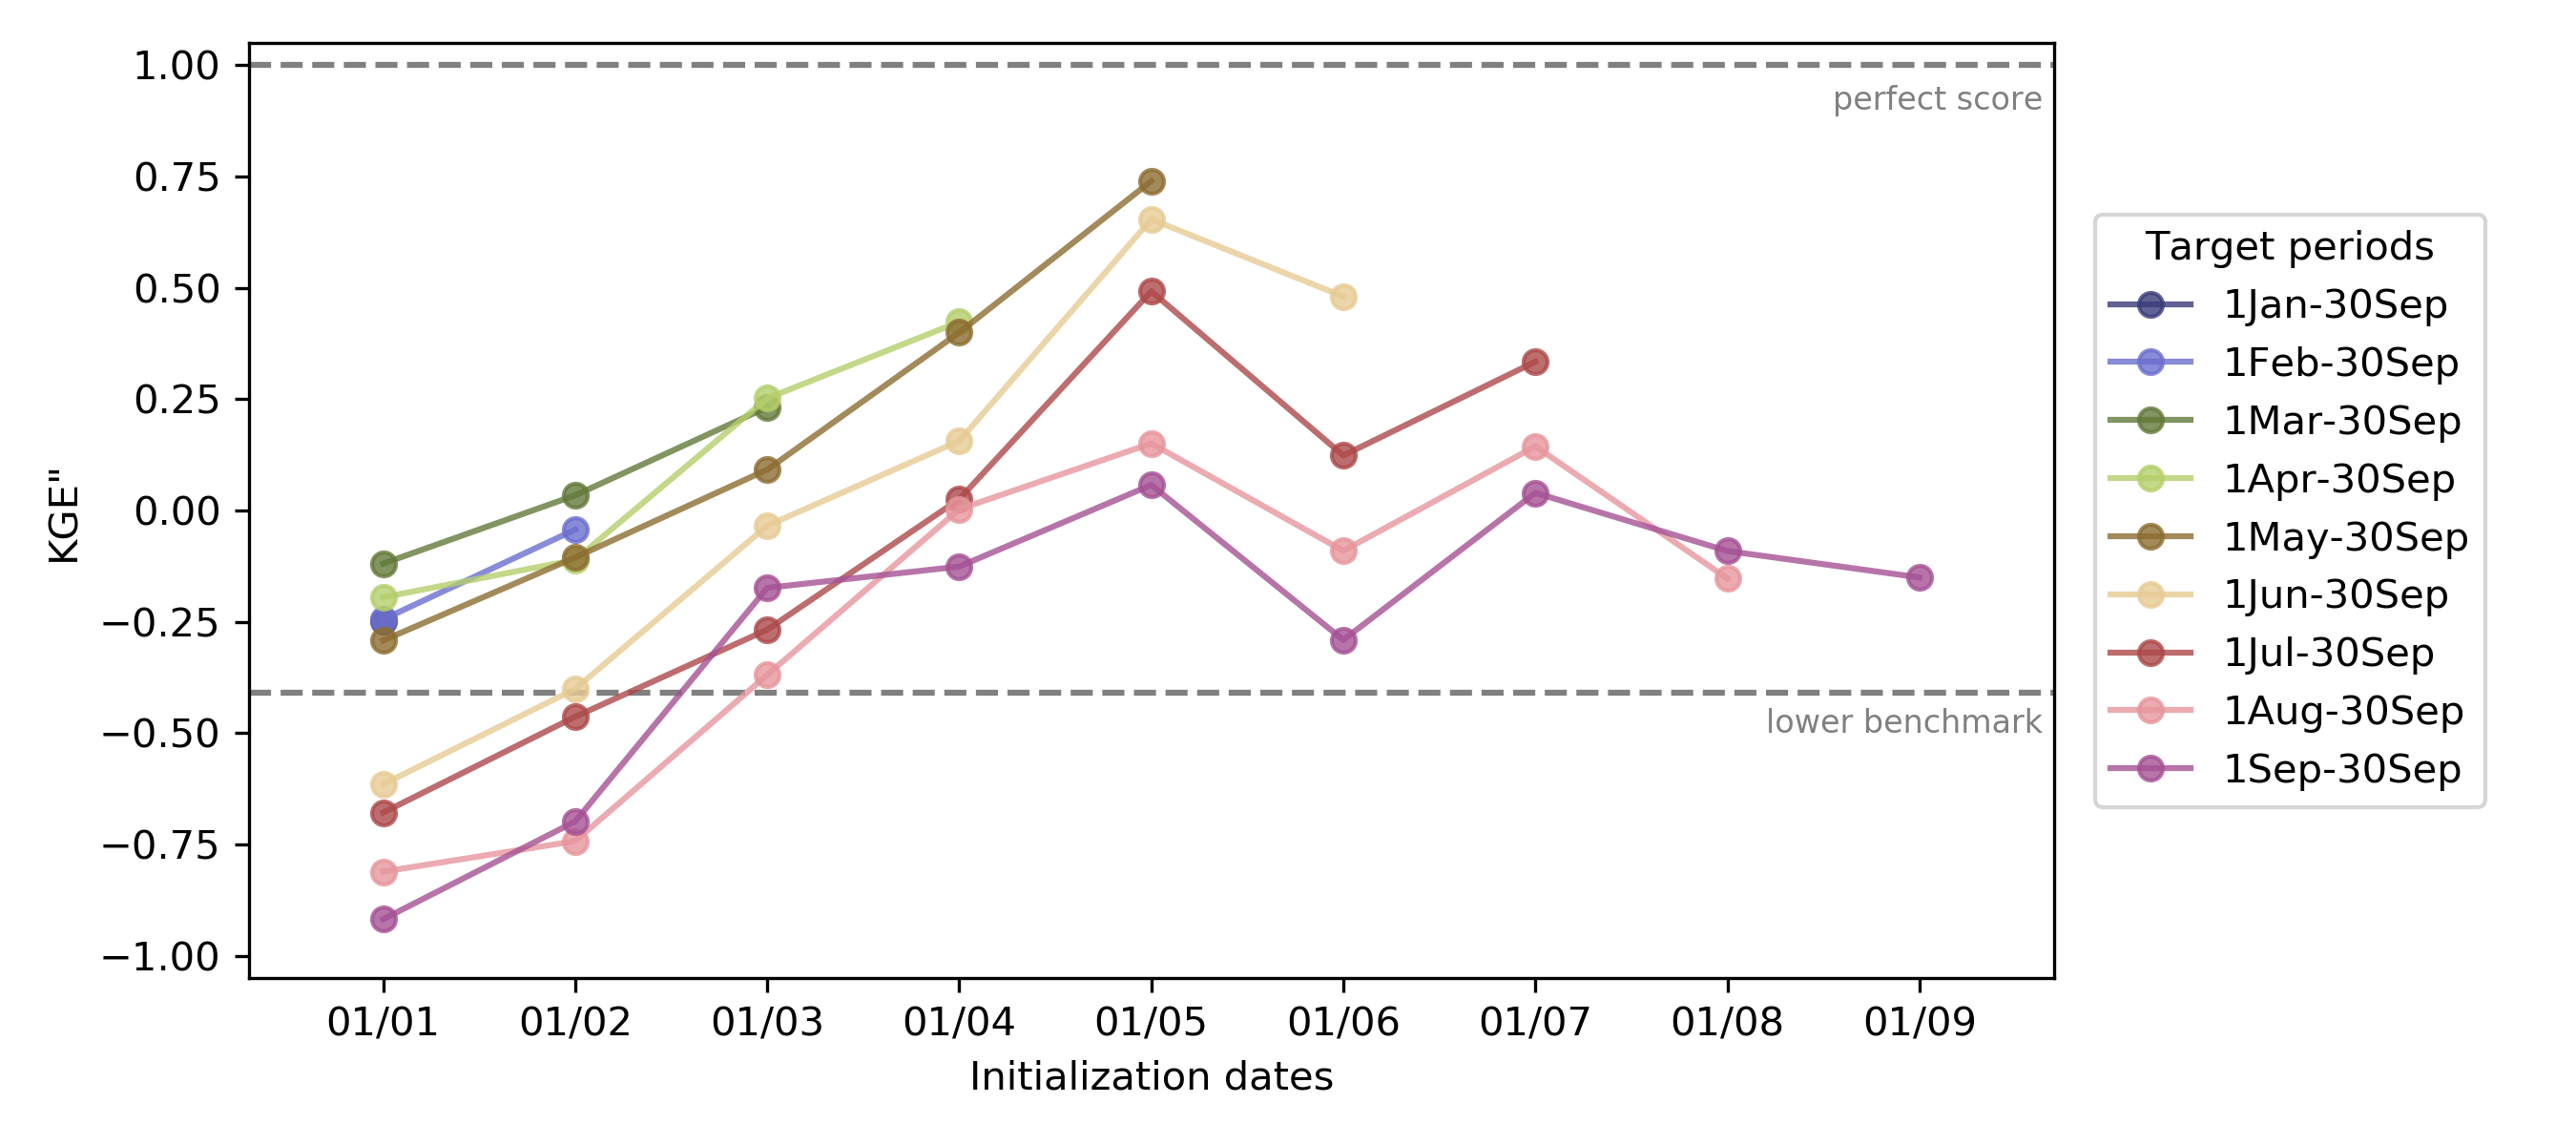 1.00
0.75
0.50
0.25
0.00
−0.25
−0.50
−0.75
−1.00
KGE"
perfect score
lower benchmark
01/01 01/02 01/03 01/04 01/05 01/06 01/07 01/08 01/09
Initialization dates
Target periods
1Jan-30Sep
1Feb-30Sep
1Mar-30Sep
1Apr-30Sep
1May-30Sep
1Jun-30Sep
1Jul-30Sep
1Aug-30Sep
1Sep-30Sep